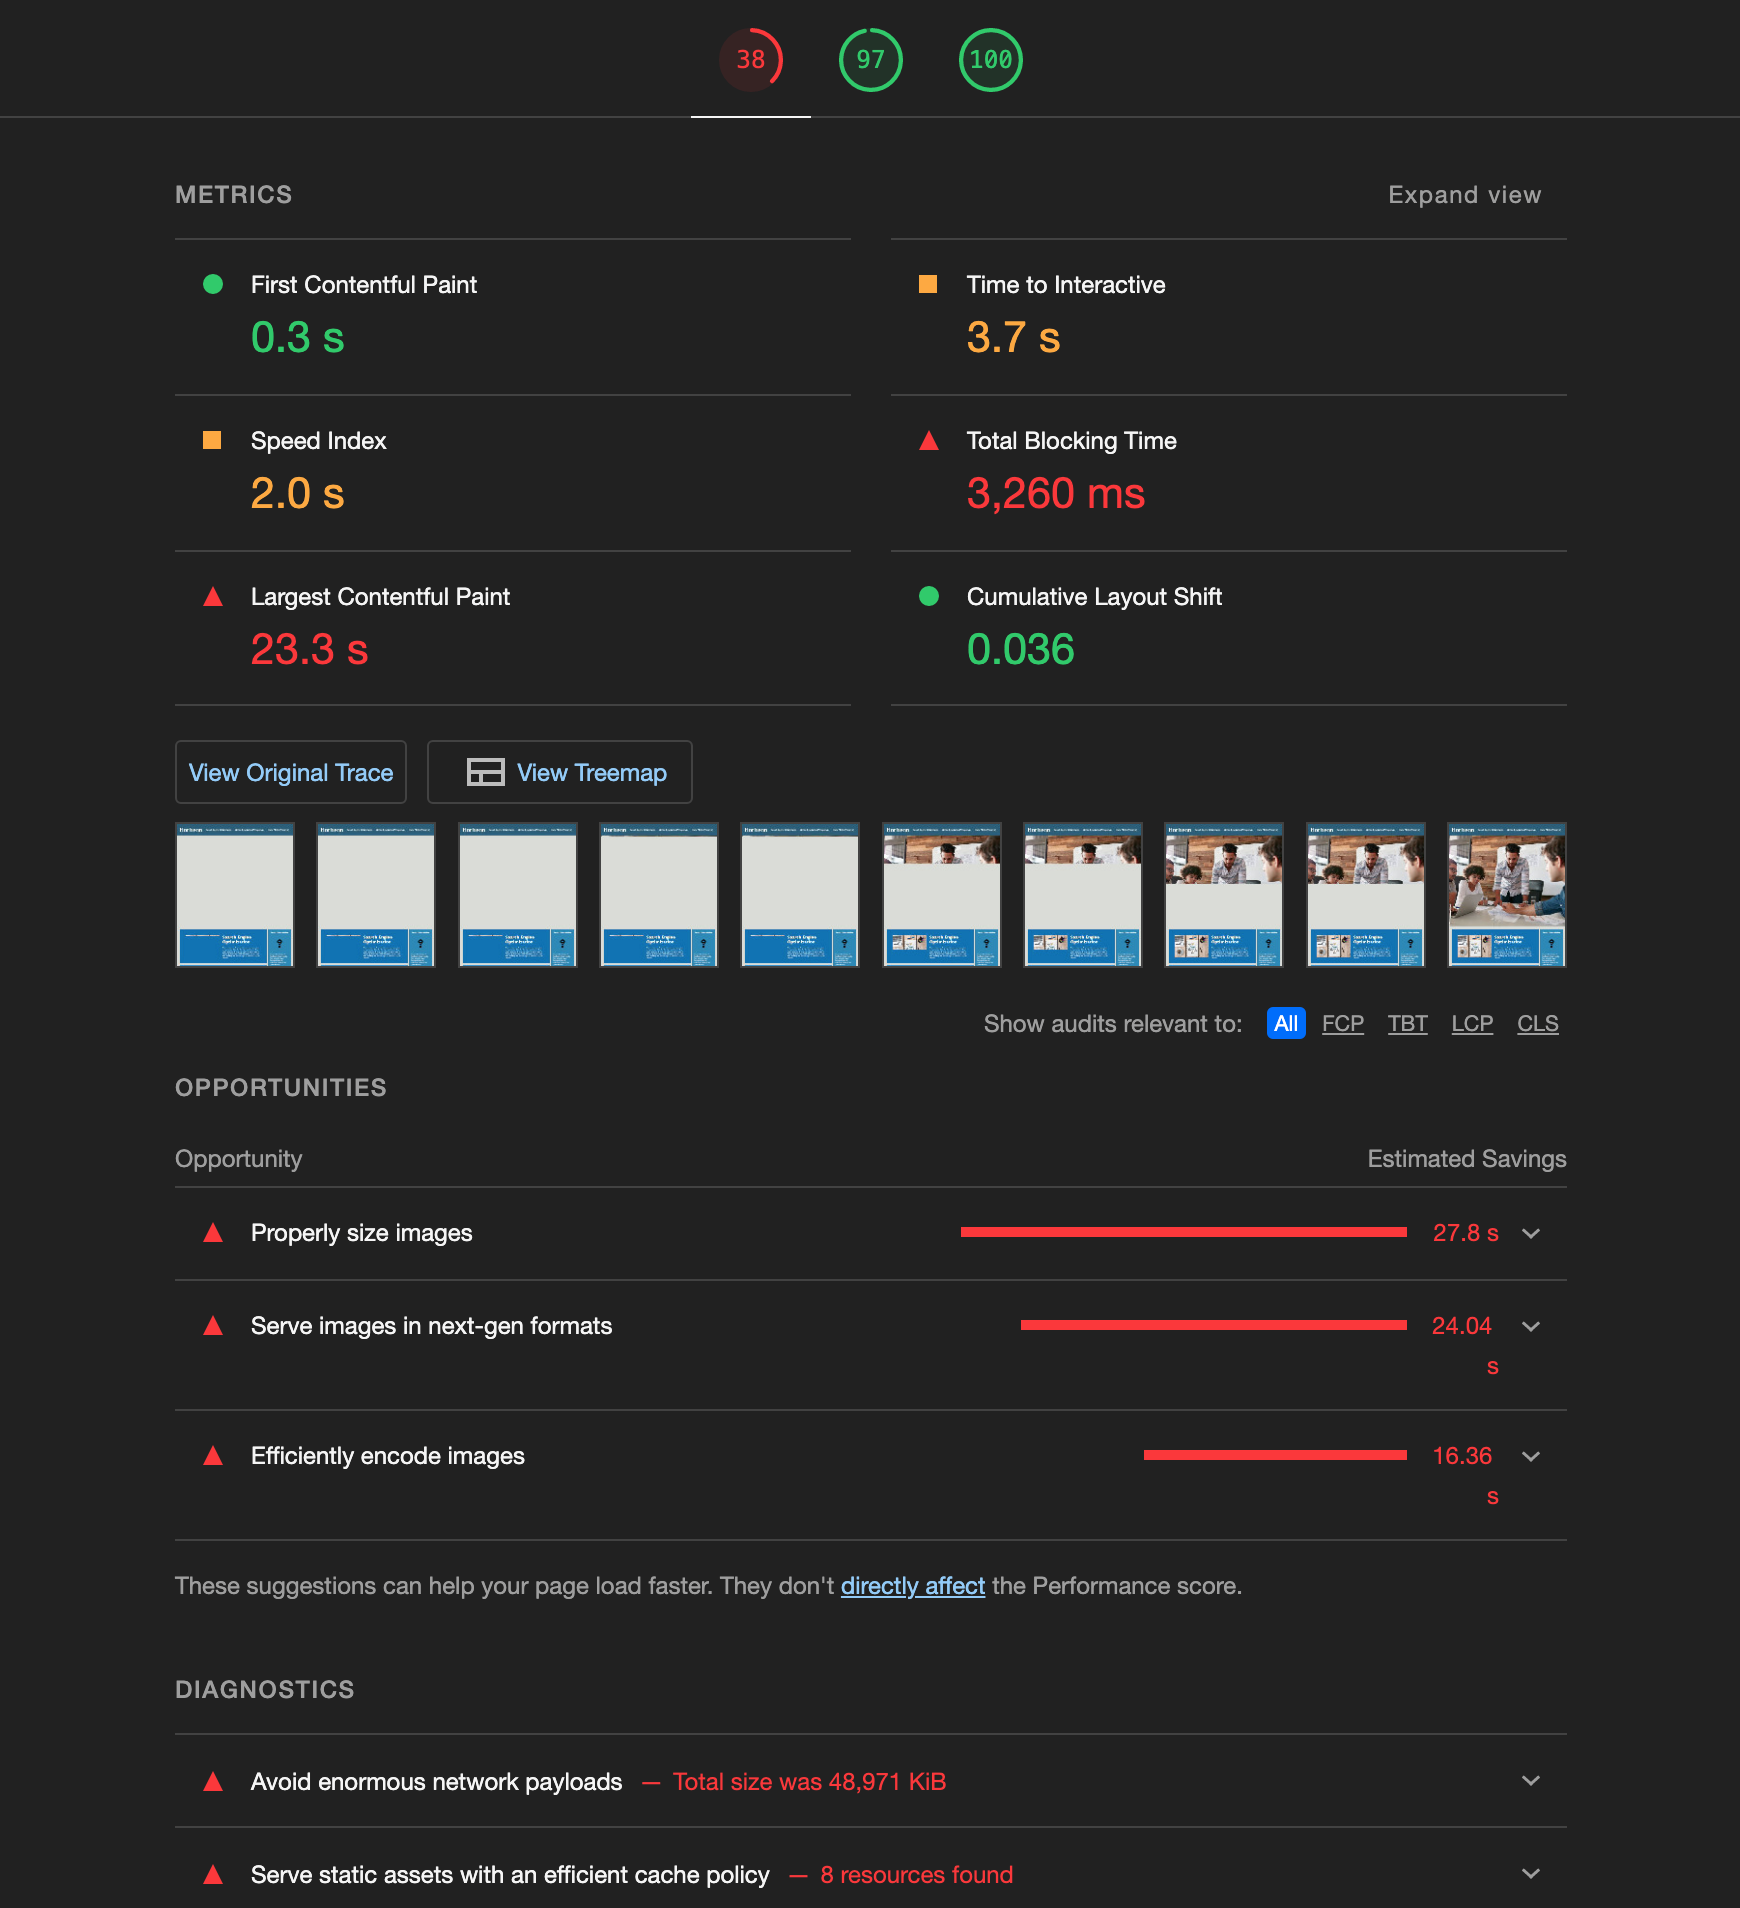 38 97 100
METRICS Expand view
First Contentful Paint Time to Interactive
0.3 s 3.7 s
Speed Index Total Blocking Time
2.0 s 3,260 ms
Largest Contentful Paint Cumulative Layout Shift
23.3 s 0.036
View Original Trace View Treemap
Show audits relevant to: All FCP TBT LCP CLS
OPPORTUNITIES
Opportunity Estimated Savings
Properly size images 27.8 s
Serve images in next-gen formats 24.04
s
Efficiently encode images 16.36
s
These suggestions can help your page load faster. They don't directly affect the Performance score.
DIAGNOSTICS
Avoid enormous network payloads — Total size was 48,971 KiB
Serve static assets with an efficient cache policy — 8 resources found